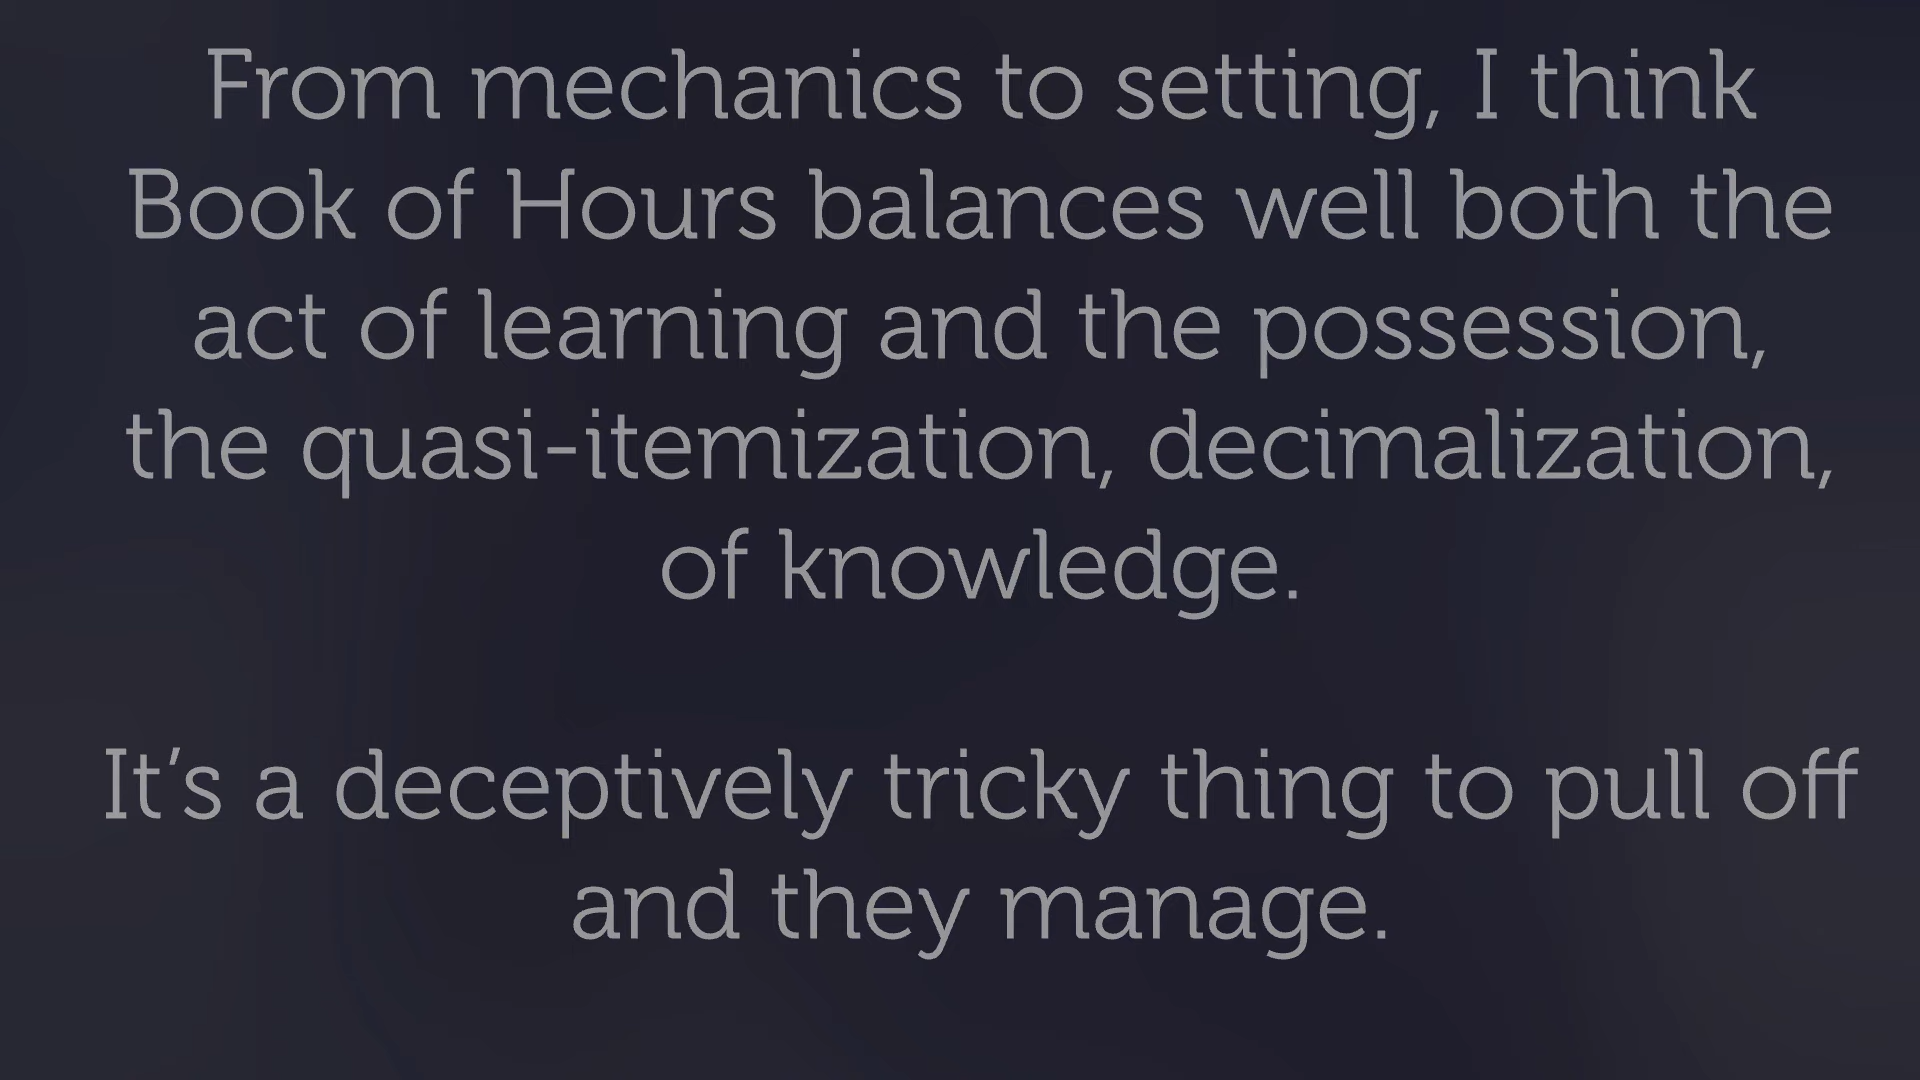 From mechanics to setting, I think
Book of Hours balances well both the
act of learning and the possession,
the quasi-itemization, decimalization,
of knowledge.
It’s a deceptively tricky thing to pull off
and they manage.